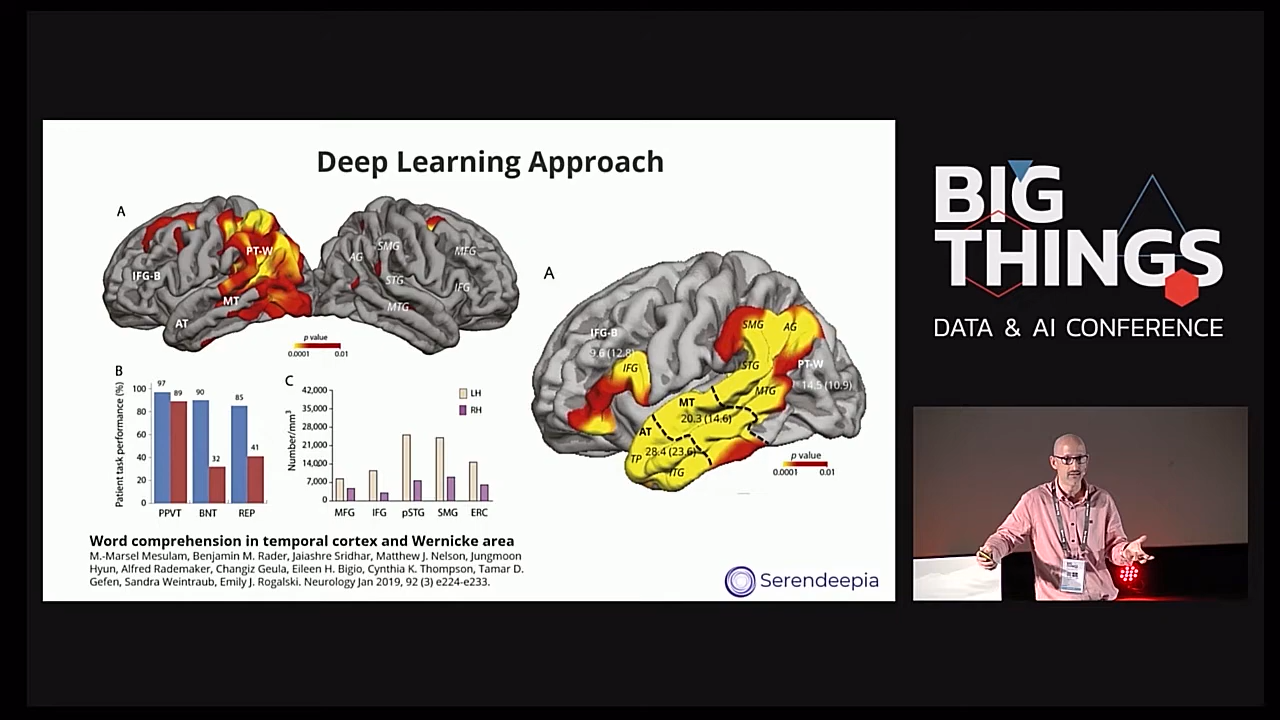 Deep Learning Approach
A
PT-W
IFG-B
MT
AT
SMG
AG
MFG
STG
IFG
MTG
p value
0.0001 0.01
B
Patient task performance (%)
100
80
60
40
20
0
97
89
90
32
85
41
PPVT BNT REP
C
Number/mm³
42,000
35,000
28,000
21,000
14,000
7,000
0
LH
RH
MFG IFG pSTG SMG ERC
A
IFG-B
9.6 (12.8)
IFG
SMG
AG
STG
PT-W
14.5 (10.9)
MTG
MT
20.3 (14.6)
AT
28.4 (23.6)
TP
ITG
p value
0.0001 0.01
Word comprehension in temporal cortex and Wernicke area
M.-Marsel Mesulam, Benjamin M. Rader, Jaiashre Sridhar, Matthew J. Nelson, Jungmoon
Hyun, Alfred Rademaker, Changiz Geula, Eileen H. Bigio, Cynthia K. Thompson, Tamar D.
Gefen, Sandra Weintraub, Emily J. Rogalski. Neurology Jan 2019, 92 (3) e224-e233.
Serendeepia
BIG
THINGS
DATA & AI CONFERENCE